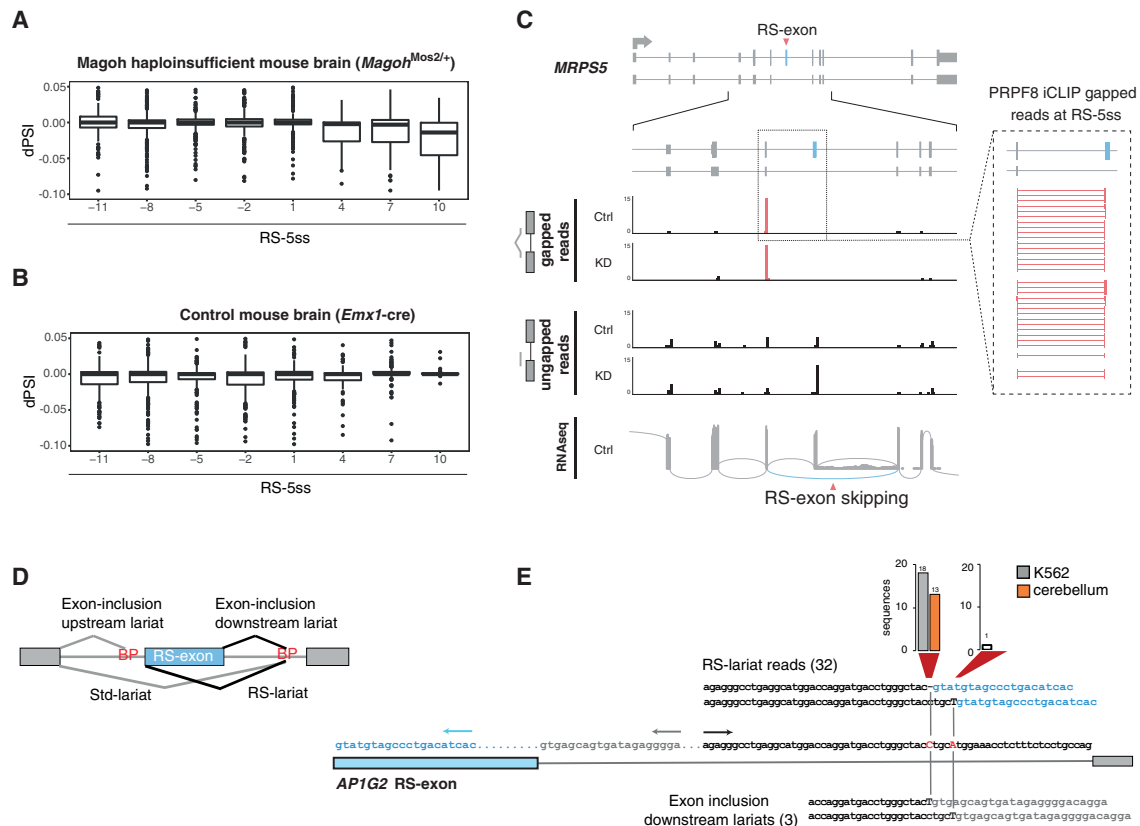 A
Magoh haploinsufficient mouse brain (Magoh^Mos2/+)
dPSI
0.05
0.00
-0.05
-0.10
−11
−8
−5
−2
1
4
7
10
RS-5ss
B
Control mouse brain (Emx1-cre)
dPSI
0.05
0.00
-0.05
-0.10
−11
−8
−5
−2
1
4
7
10
RS-5ss
C
RS-exon
MRPS5
gapped reads
Ctrl
15
0
KD
15
0
ungapped reads
Ctrl
15
0
KD
15
0
RNAseq
Ctrl
RS-exon skipping
PRPF8 iCLIP gapped
reads at RS-5ss
D
Exon-inclusion
upstream lariat
Exon-inclusion
downstream lariat
BP
RS-exon
BP
Std-lariat
RS-lariat
E
sequences
20
10
0
18
13
20
10
0
1
K562
cerebellum
RS-lariat reads (32)
agagggcctgaggcatggaccaggatgacctgggctac-gtatgtagccctgacatcac
agagggcctgaggcatggaccaggatgacctgggctacctgcTgtatgtagccctgacatcac
gtatgtagccctgacatcac........gtgagcagtgatagagggga...agagggcctgaggcatggaccaggatgacctgggctacCtgcAtggaaacctctttctcctgccag
AP1G2 RS-exon
Exon inclusion
downstream lariats (3)
accaggatgacctgggctacTgtgagcagtgatagaggggacagga
accaggatgacctgggctacctgcTgtgagcagtgatagaggggacagga